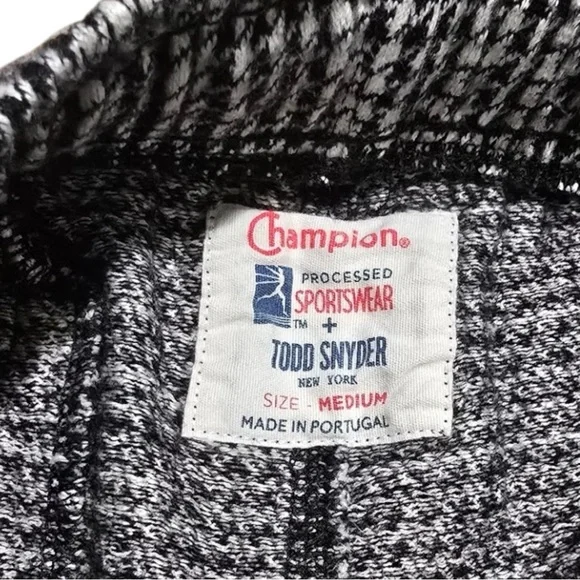 Champion®
PROCESSED
SPORTSWEAR
™ +
TODD SNYDER
NEW YORK
SIZE - MEDIUM
MADE IN PORTUGAL